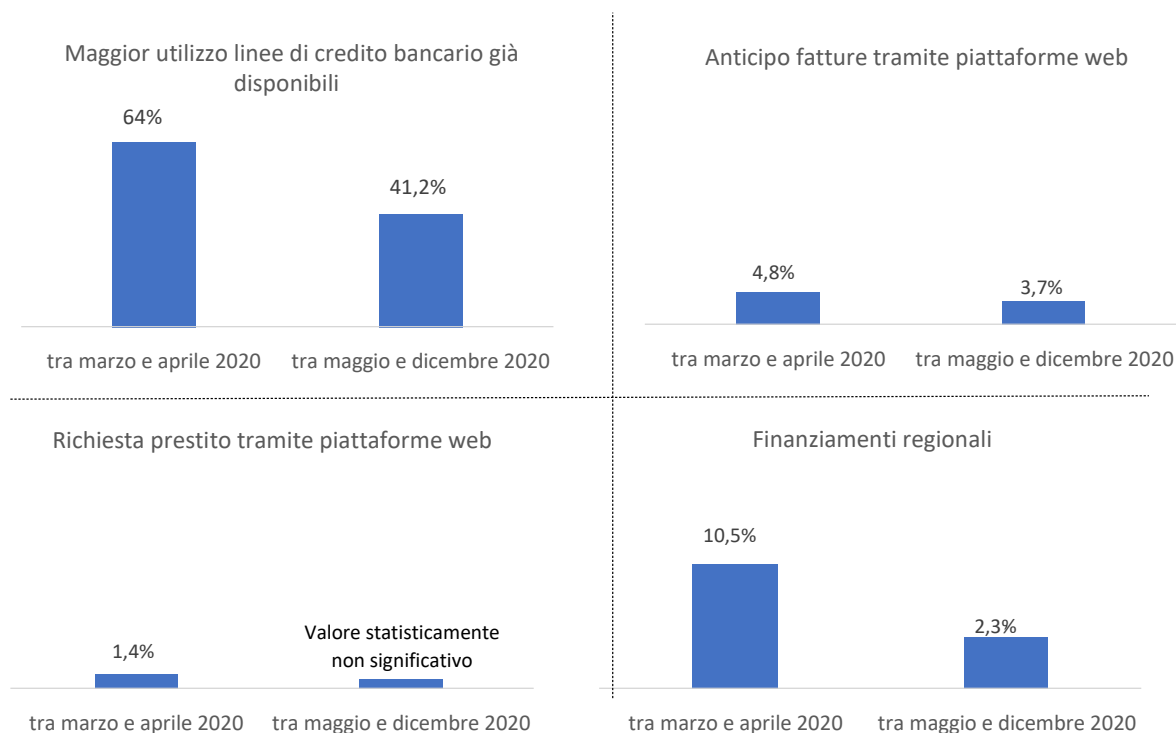 Maggior utilizzo linee di credito bancario già
disponibili
64%
41,2%
tra marzo e aprile 2020
tra maggio e dicembre 2020
Anticipo fatture tramite piattaforme web
4,8%
3,7%
tra marzo e aprile 2020
tra maggio e dicembre 2020
Richiesta prestito tramite piattaforme web
1,4%
Valore statisticamente
non significativo
tra marzo e aprile 2020
tra maggio e dicembre 2020
Finanziamenti regionali
10,5%
2,3%
tra marzo e aprile 2020
tra maggio e dicembre 2020